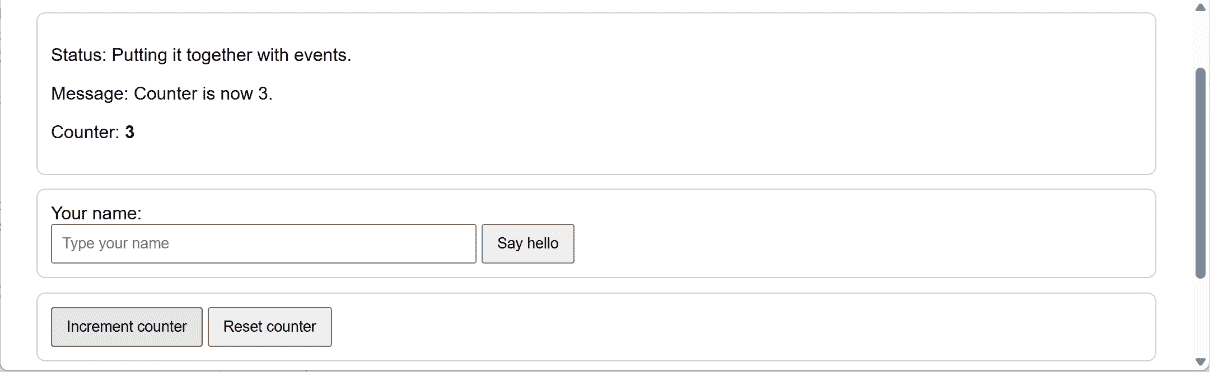 Status: Putting it together with events.
Message: Counter is now 3.
Counter: 3
Your name:
Type your name Say hello
Increment counter Reset counter